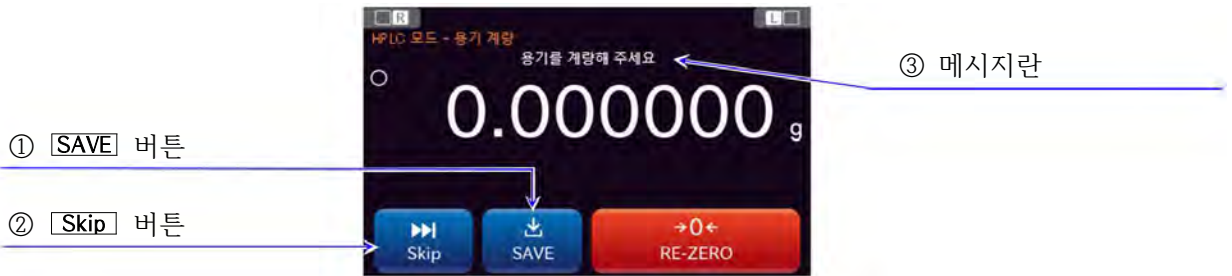 R
L
HPLC 모드 - 용기 계량
용기를 계량해 주세요
③ 메시지란
0.000000 g
① SAVE 버튼
② Skip 버튼
Skip
SAVE
→0←
RE-ZERO